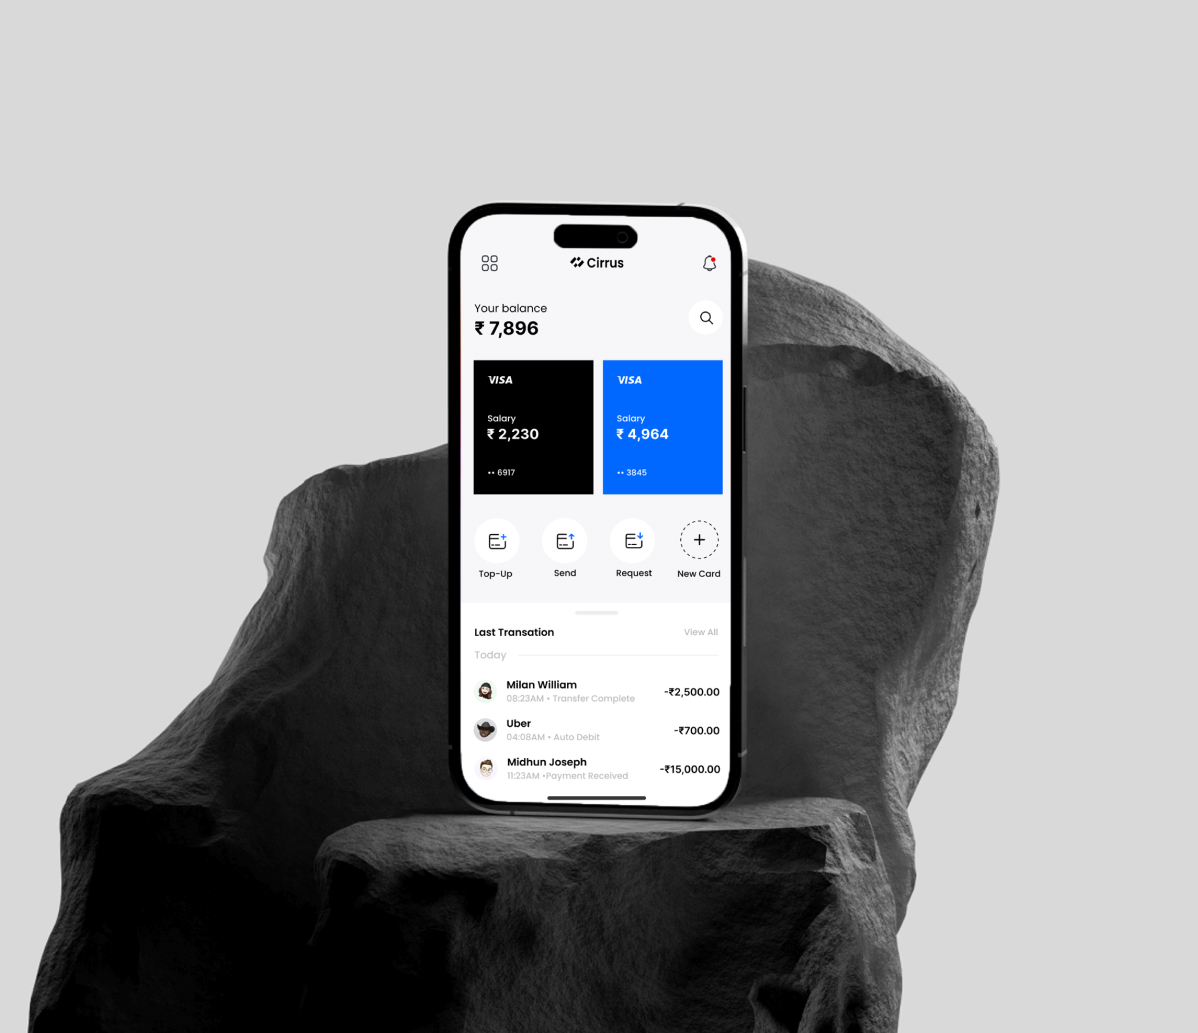 Cirrus
Your balance
₹ 7,896
VISA
Salary
₹ 2,230
•• 6917
VISA
Salary
₹ 4,964
•• 3845
Top-Up
Send
Request
New Card
Last Transation
View All
Today
Milan William
08:23AM • Transfer Complete
-₹2,500.00
Uber
04:08AM • Auto Debit
-₹700.00
Midhun Joseph
11:23AM •Payment Received
-₹15,000.00